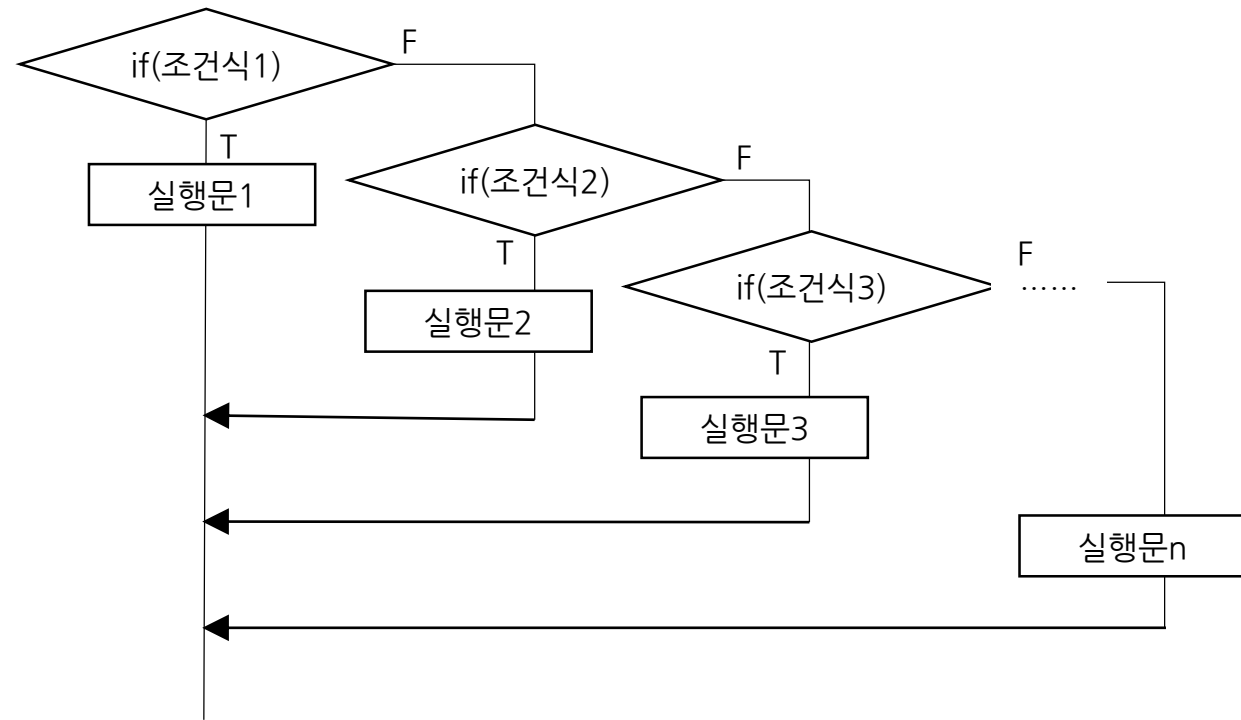 if(조건식1)
F
T
실행문1
if(조건식2)
F
T
실행문2
if(조건식3)
F
......
T
실행문3
실행문n